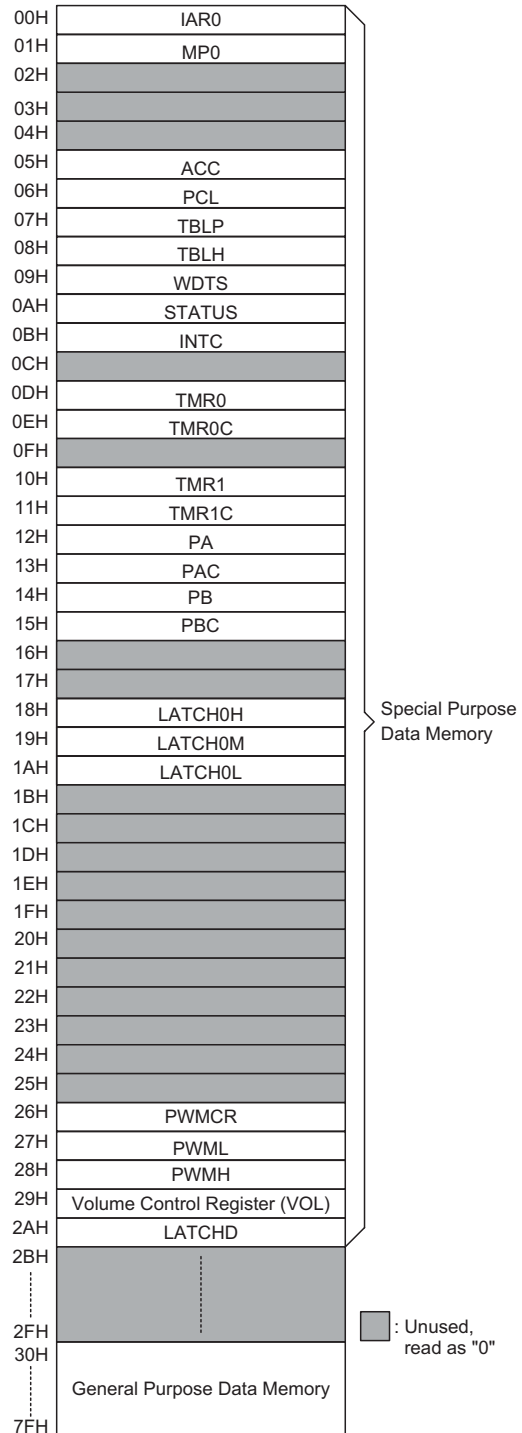 00H IAR0
01H MP0
02H
03H
04H
05H ACC
06H PCL
07H TBLP
08H TBLH
09H WDTS
0AH STATUS
0BH INTC
0CH
0DH TMR0
0EH TMR0C
0FH
10H TMR1
11H TMR1C
12H PA
13H PAC
14H PB
15H PBC
16H
17H
18H LATCH0H
Special Purpose
Data Memory
19H LATCH0M
1AH LATCH0L
1BH
1CH
1DH
1EH
1FH
20H
21H
22H
23H
24H
25H
26H PWMCR
27H PWML
28H PWMH
29H Volume Control Register (VOL)
2AH LATCHD
2BH
2FH
: Unused,
read as "0"
30H
General Purpose Data Memory
7FH